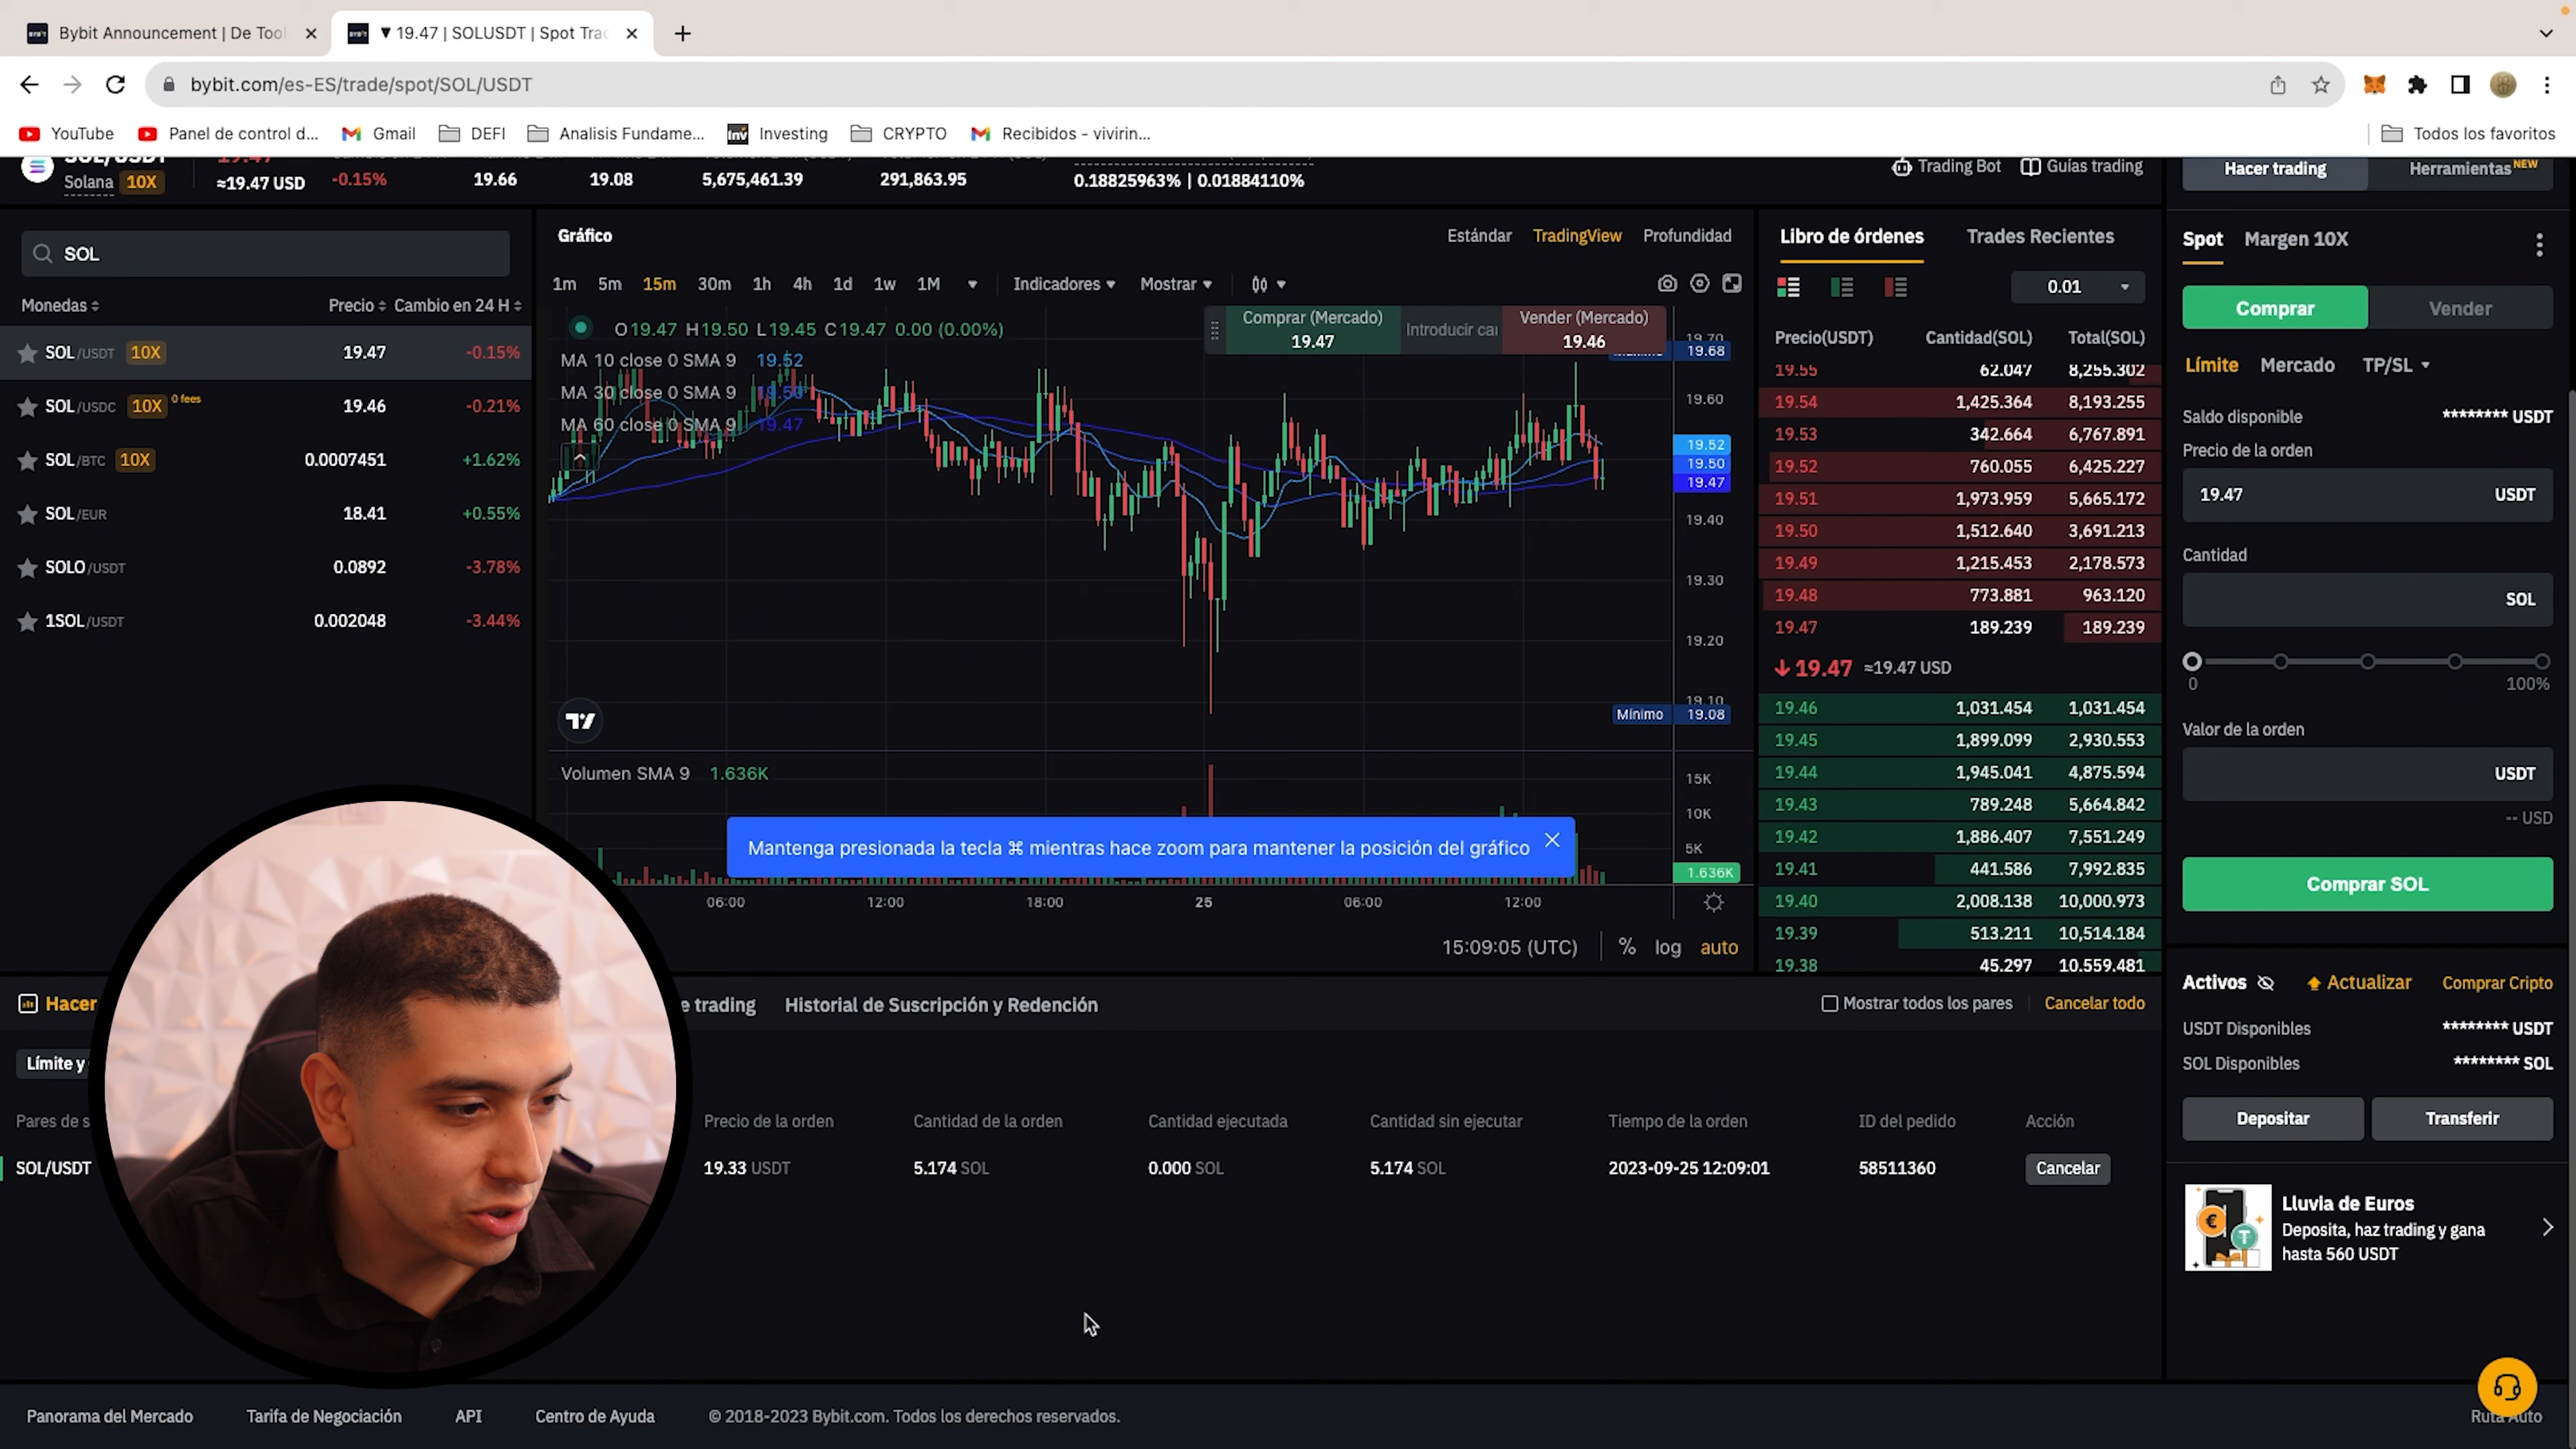 Bybit Announcement | De Tool
▼ 19.47 | SOLUSDT | Spot Trad
bybit.com/es-ES/trade/spot/SOL/USDT
YouTube
Panel de control d...
Gmail
DEFI
Analisis Fundame...
Investing
CRYPTO
Recibidos - vivirin...
Todos los favoritos
SOL/USDT
Solana 10X
19.47
≈19.47 USD
-0.15%
19.66
19.08
5,675,461.39
291,863.95
0.18825963% | 0.01884110%
Trading Bot
Guías trading
Hacer trading
Herramientas NEW
SOL
Monedas
Precio
Cambio en 24 H
SOL/USDT 10X 19.47 -0.15%
SOL/USDC 10X 0 fees 19.46 -0.21%
SOL/BTC 10X 0.0007451 +1.62%
SOL/EUR 18.41 +0.55%
SOLO/USDT 0.0892 -3.78%
1SOL/USDT 0.002048 -3.44%
Gráfico
Estándar
TradingView
Profundidad
1m 5m 15m 30m 1h 4h 1d 1w 1M
Indicadores
Mostrar
O19.47 H19.50 L19.45 C19.47 0.00 (0.00%)
MA 10 close 0 SMA 9 19.52
MA 30 close 0 SMA 9 19.50
MA 60 close 0 SMA 9 19.47
Comprar (Mercado)
19.47
Introducir can
Vender (Mercado)
19.46
19.70
19.68
19.60
19.52
19.50
19.47
19.40
19.30
19.20
19.10
Mínimo 19.08
Volumen SMA 9 1.636K
15K
10K
5K
1.636K
Mantenga presionada la tecla ⌘ mientras hace zoom para mantener la posición del gráfico
06:00 12:00 18:00 25 06:00 12:00
15:09:05 (UTC)
%
log
auto
Libro de órdenes
Trades Recientes
0.01
Precio(USDT) Cantidad(SOL) Total(SOL)
19.55 62.047 8,255.302
19.54 1,425.364 8,193.255
19.53 342.664 6,767.891
19.52 760.055 6,425.227
19.51 1,973.959 5,665.172
19.50 1,512.640 3,691.213
19.49 1,215.453 2,178.573
19.48 773.881 963.120
19.47 189.239 189.239
↓19.47 ≈19.47 USD
19.46 1,031.454 1,031.454
19.45 1,899.099 2,930.553
19.44 1,945.041 4,875.594
19.43 789.248 5,664.842
19.42 1,886.407 7,551.249
19.41 441.586 7,992.835
19.40 2,008.138 10,000.973
19.39 513.211 10,514.184
19.38 45.297 10,559.481
Spot
Margen 10X
Comprar
Vender
Límite
Mercado
TP/SL
Saldo disponible ******** USDT
Precio de la orden
19.47 USDT
Cantidad
SOL
0 100%
Valor de la orden
USDT
-- USD
Comprar SOL
Activos
Actualizar
Comprar Cripto
USDT Disponibles ******** USDT
SOL Disponibles ******** SOL
Depositar
Transferir
Lluvia de Euros
Deposita, haz trading y gana
hasta 560 USDT
Hacer
e trading
Historial de Suscripción y Redención
Mostrar todos los pares
Cancelar todo
Límite y
Pares de s
Precio de la orden
Cantidad de la orden
Cantidad ejecutada
Cantidad sin ejecutar
Tiempo de la orden
ID del pedido
Acción
SOL/USDT 19.33 USDT 5.174 SOL 0.000 SOL 5.174 SOL 2023-09-25 12:09:01 58511360 Cancelar
Panorama del Mercado
Tarifa de Negociación
API
Centro de Ayuda
© 2018-2023 Bybit.com. Todos los derechos reservados.